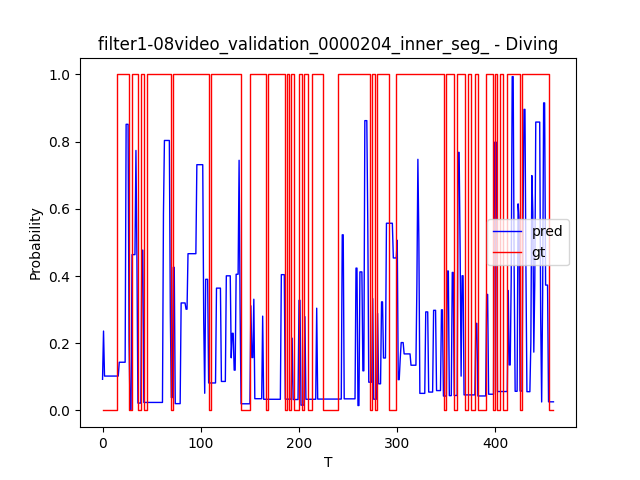 filter1-08video_validation_0000204_inner_seg_ - Diving
1.0
0.8
0.6
0.4
0.2
0.0
Probability
pred
gt
0 100 200 300 400
T